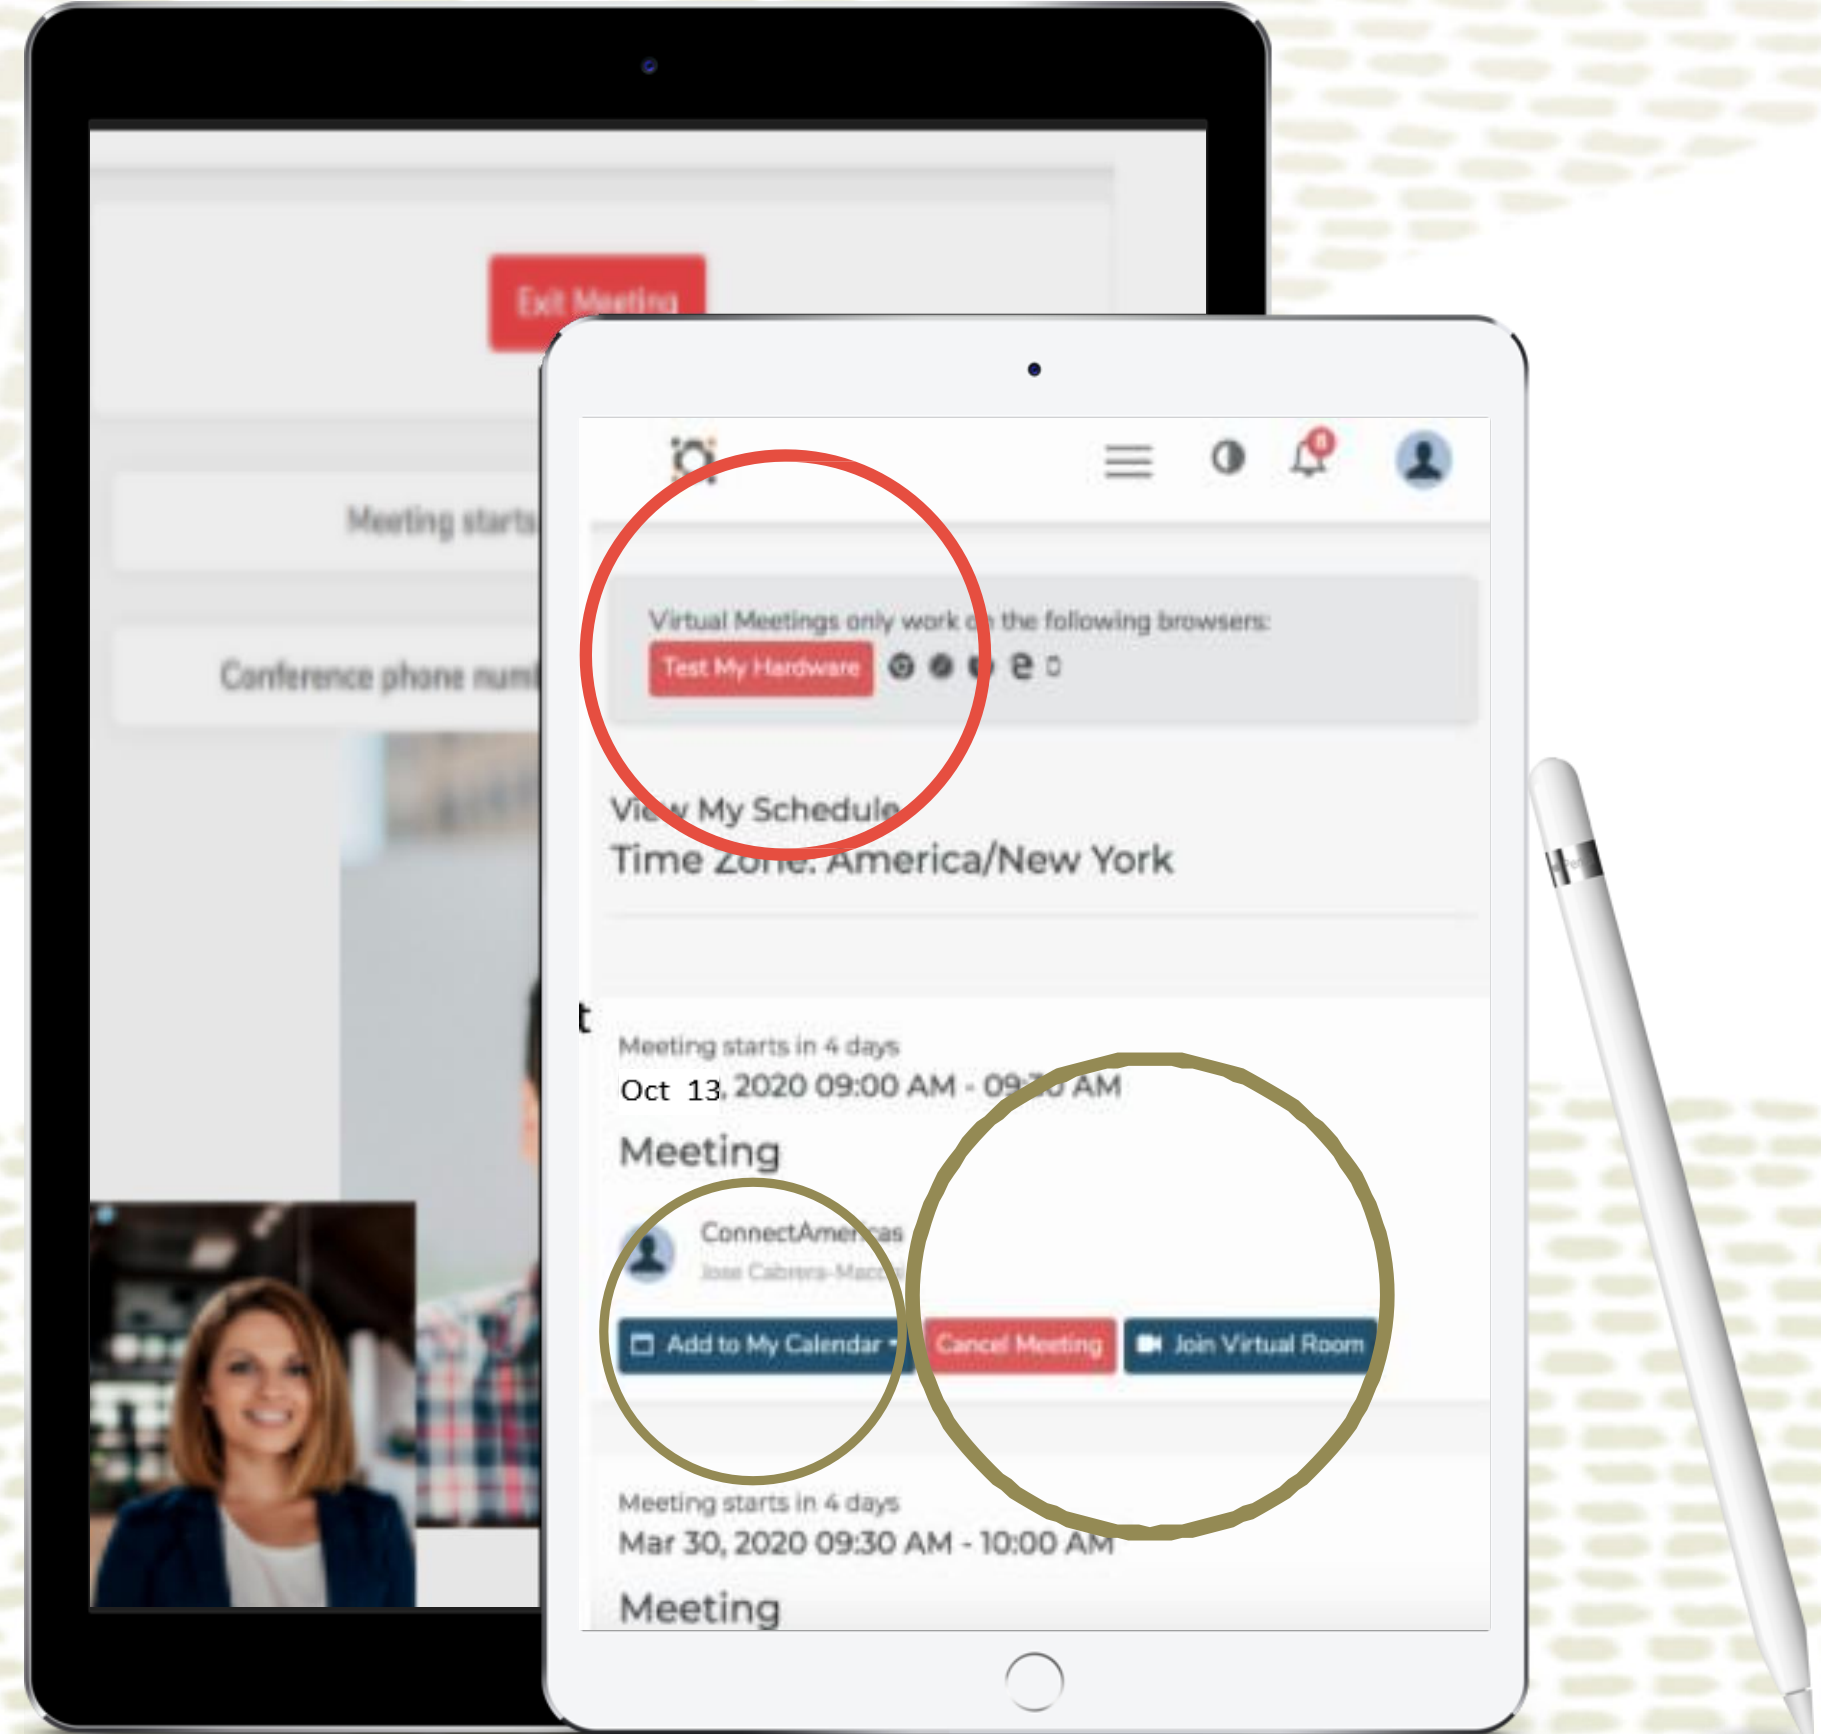 Exit Meeting
Meeting starts
Conference phone
8
Virtual Meetings only work on the following browsers:
Test My Hardware
View My Schedule
Time Zone: America/New York
t
Meeting starts in 4 days
Oct 13, 2020 09:00 AM - 09:30 AM
Meeting
ConnectAmericas
Jose Cabrera-
Add to My Calendar
Cancel Meeting
Join Virtual Room
Meeting starts in 4 days
Mar 30, 2020 09:30 AM - 10:00 AM
Meeting